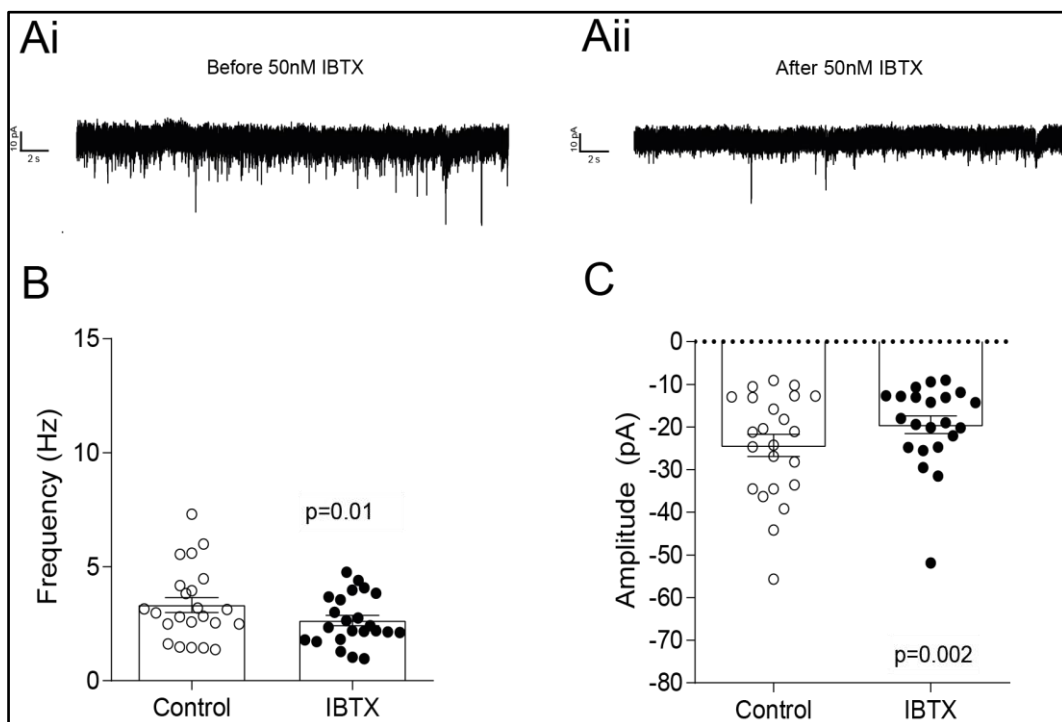 Ai
Before 50nM IBTX
10 pA
2 s
Aii
After 50nM IBTX
10 pA
2 s
B
Frequency (Hz)
15
10
5
0
p=0.01
Control
IBTX
C
Amplitude (pA)
0
-10
-20
-30
-40
-50
-60
-70
-80
p=0.002
Control
IBTX